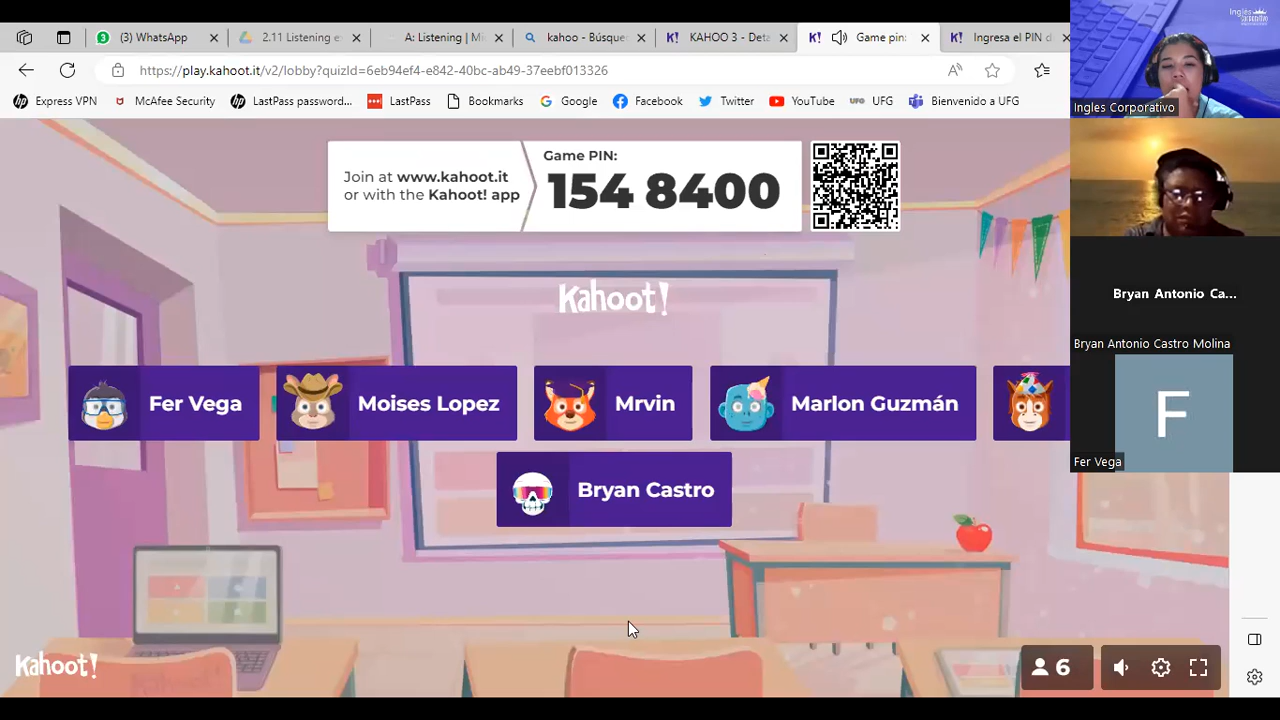 (3) WhatsApp
2.11 Listening e
A: Listening | Mi
kahoo - Búsque
KAHOO 3 - Deta
Game pin:
Ingresa el PIN d
https://play.kahoot.it/v2/lobby?quizId=6eb94ef4-e842-40bc-ab49-37eebf013326
Express VPN
McAfee Security
LastPass password...
LastPass
Bookmarks
Google
Facebook
Twitter
YouTube
UFG
Bienvenido a UFG
Join at www.kahoot.it
or with the Kahoot! app
Game PIN:
154 8400
Kahoot!
Fer Vega
Moises Lopez
Mrvin
Marlon Guzmán
Bryan Castro
Kahoot!
6
Ingles
CORPORATIVO
Ingles Corporativo
Bryan Antonio Ca...
Bryan Antonio Castro Molina
F
Fer Vega